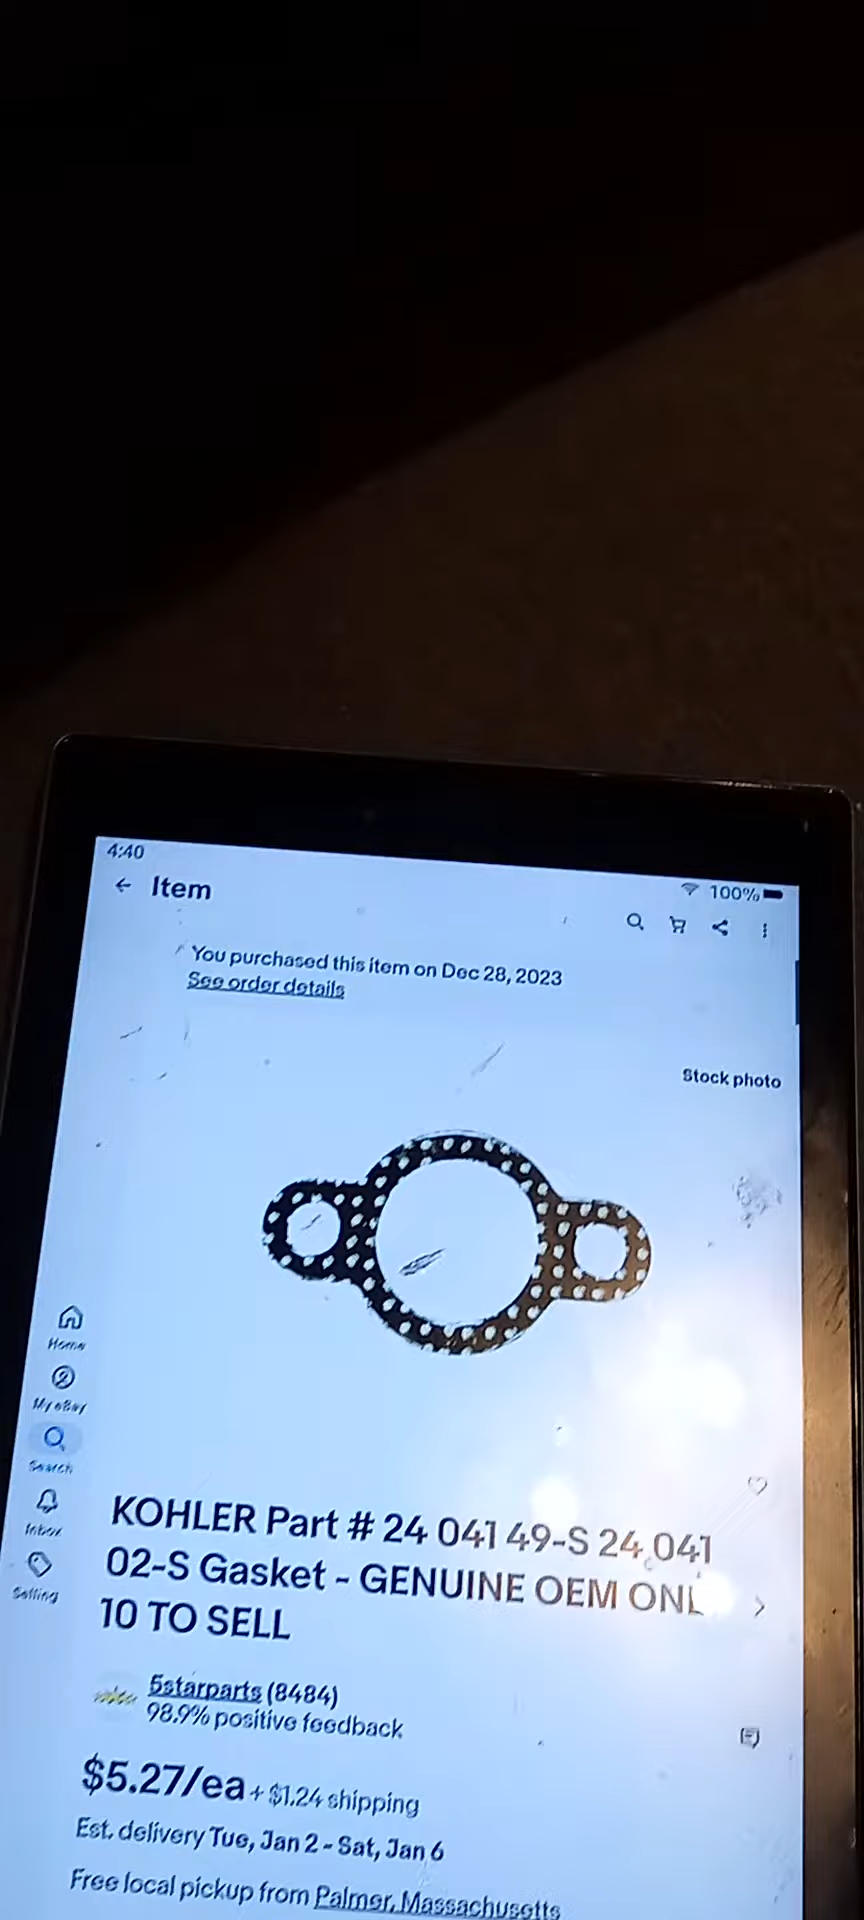 4:40
100%
Item
You purchased this item on Dec 28, 2023
See order details
Stock photo
Home
My eBay
Search
Inbox
Selling
KOHLER Part # 24 041 49-S 24 041
02-S Gasket - GENUINE OEM ONL
10 TO SELL
5starparts (8484)
98.9% positive feedback
$5.27/ea + $1.24 shipping
Est. delivery Tue, Jan 2 - Sat, Jan 6
Free local pickup from Palmer, Massachusetts